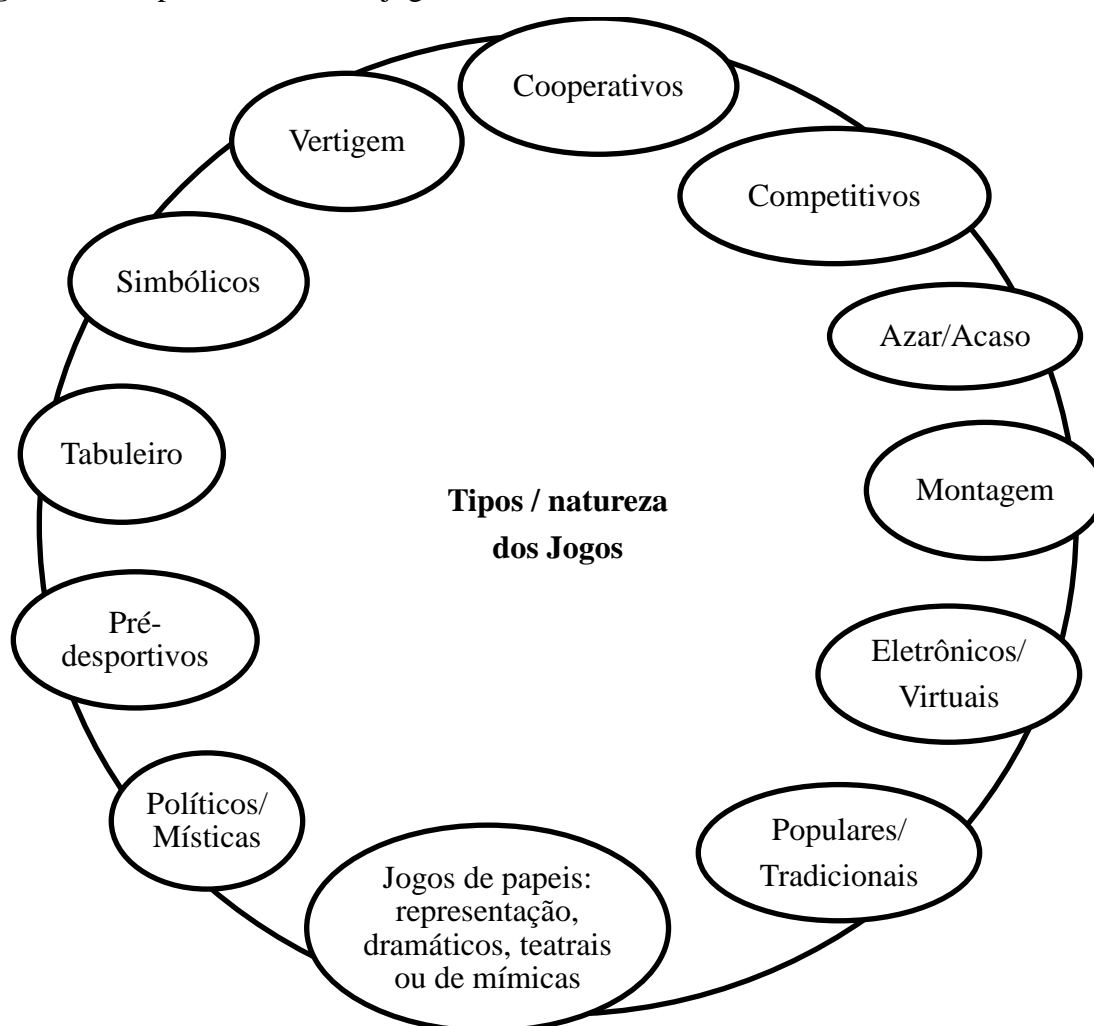 Cooperativos
Vertigem
Competitivos
Simbólicos
Azar/Acaso
Tabuleiro
Montagem
Tipos / natureza
dos Jogos
Pré-
desportivos
Eletrônicos/
Virtuais
Políticos/
Místicas
Populares/
Tradicionais
Jogos de papeis:
representação,
dramáticos, teatrais
ou de mímicas